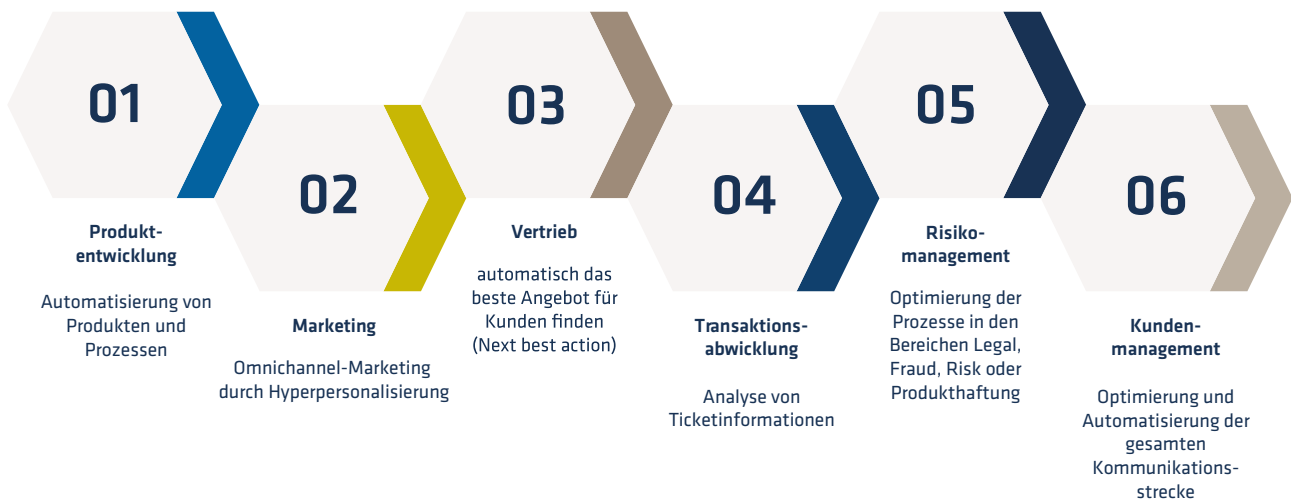 01
Produkt-
entwicklung
Automatisierung von
Produkten und
Prozessen
02
Marketing
Omnichannel-Marketing
durch Hyperpersonalisierung
03
Vertrieb
automatisch das
beste Angebot für
Kunden finden
(Next best action)
04
Transaktions-
abwicklung
Analyse von
Ticketinformationen
05
Risiko-
management
Optimierung der
Prozesse in den
Bereichen Legal,
Fraud, Risk oder
Produkthaftung
06
Kunden-
management
Optimierung und
Automatisierung der
gesamten
Kommunikations-
strecke